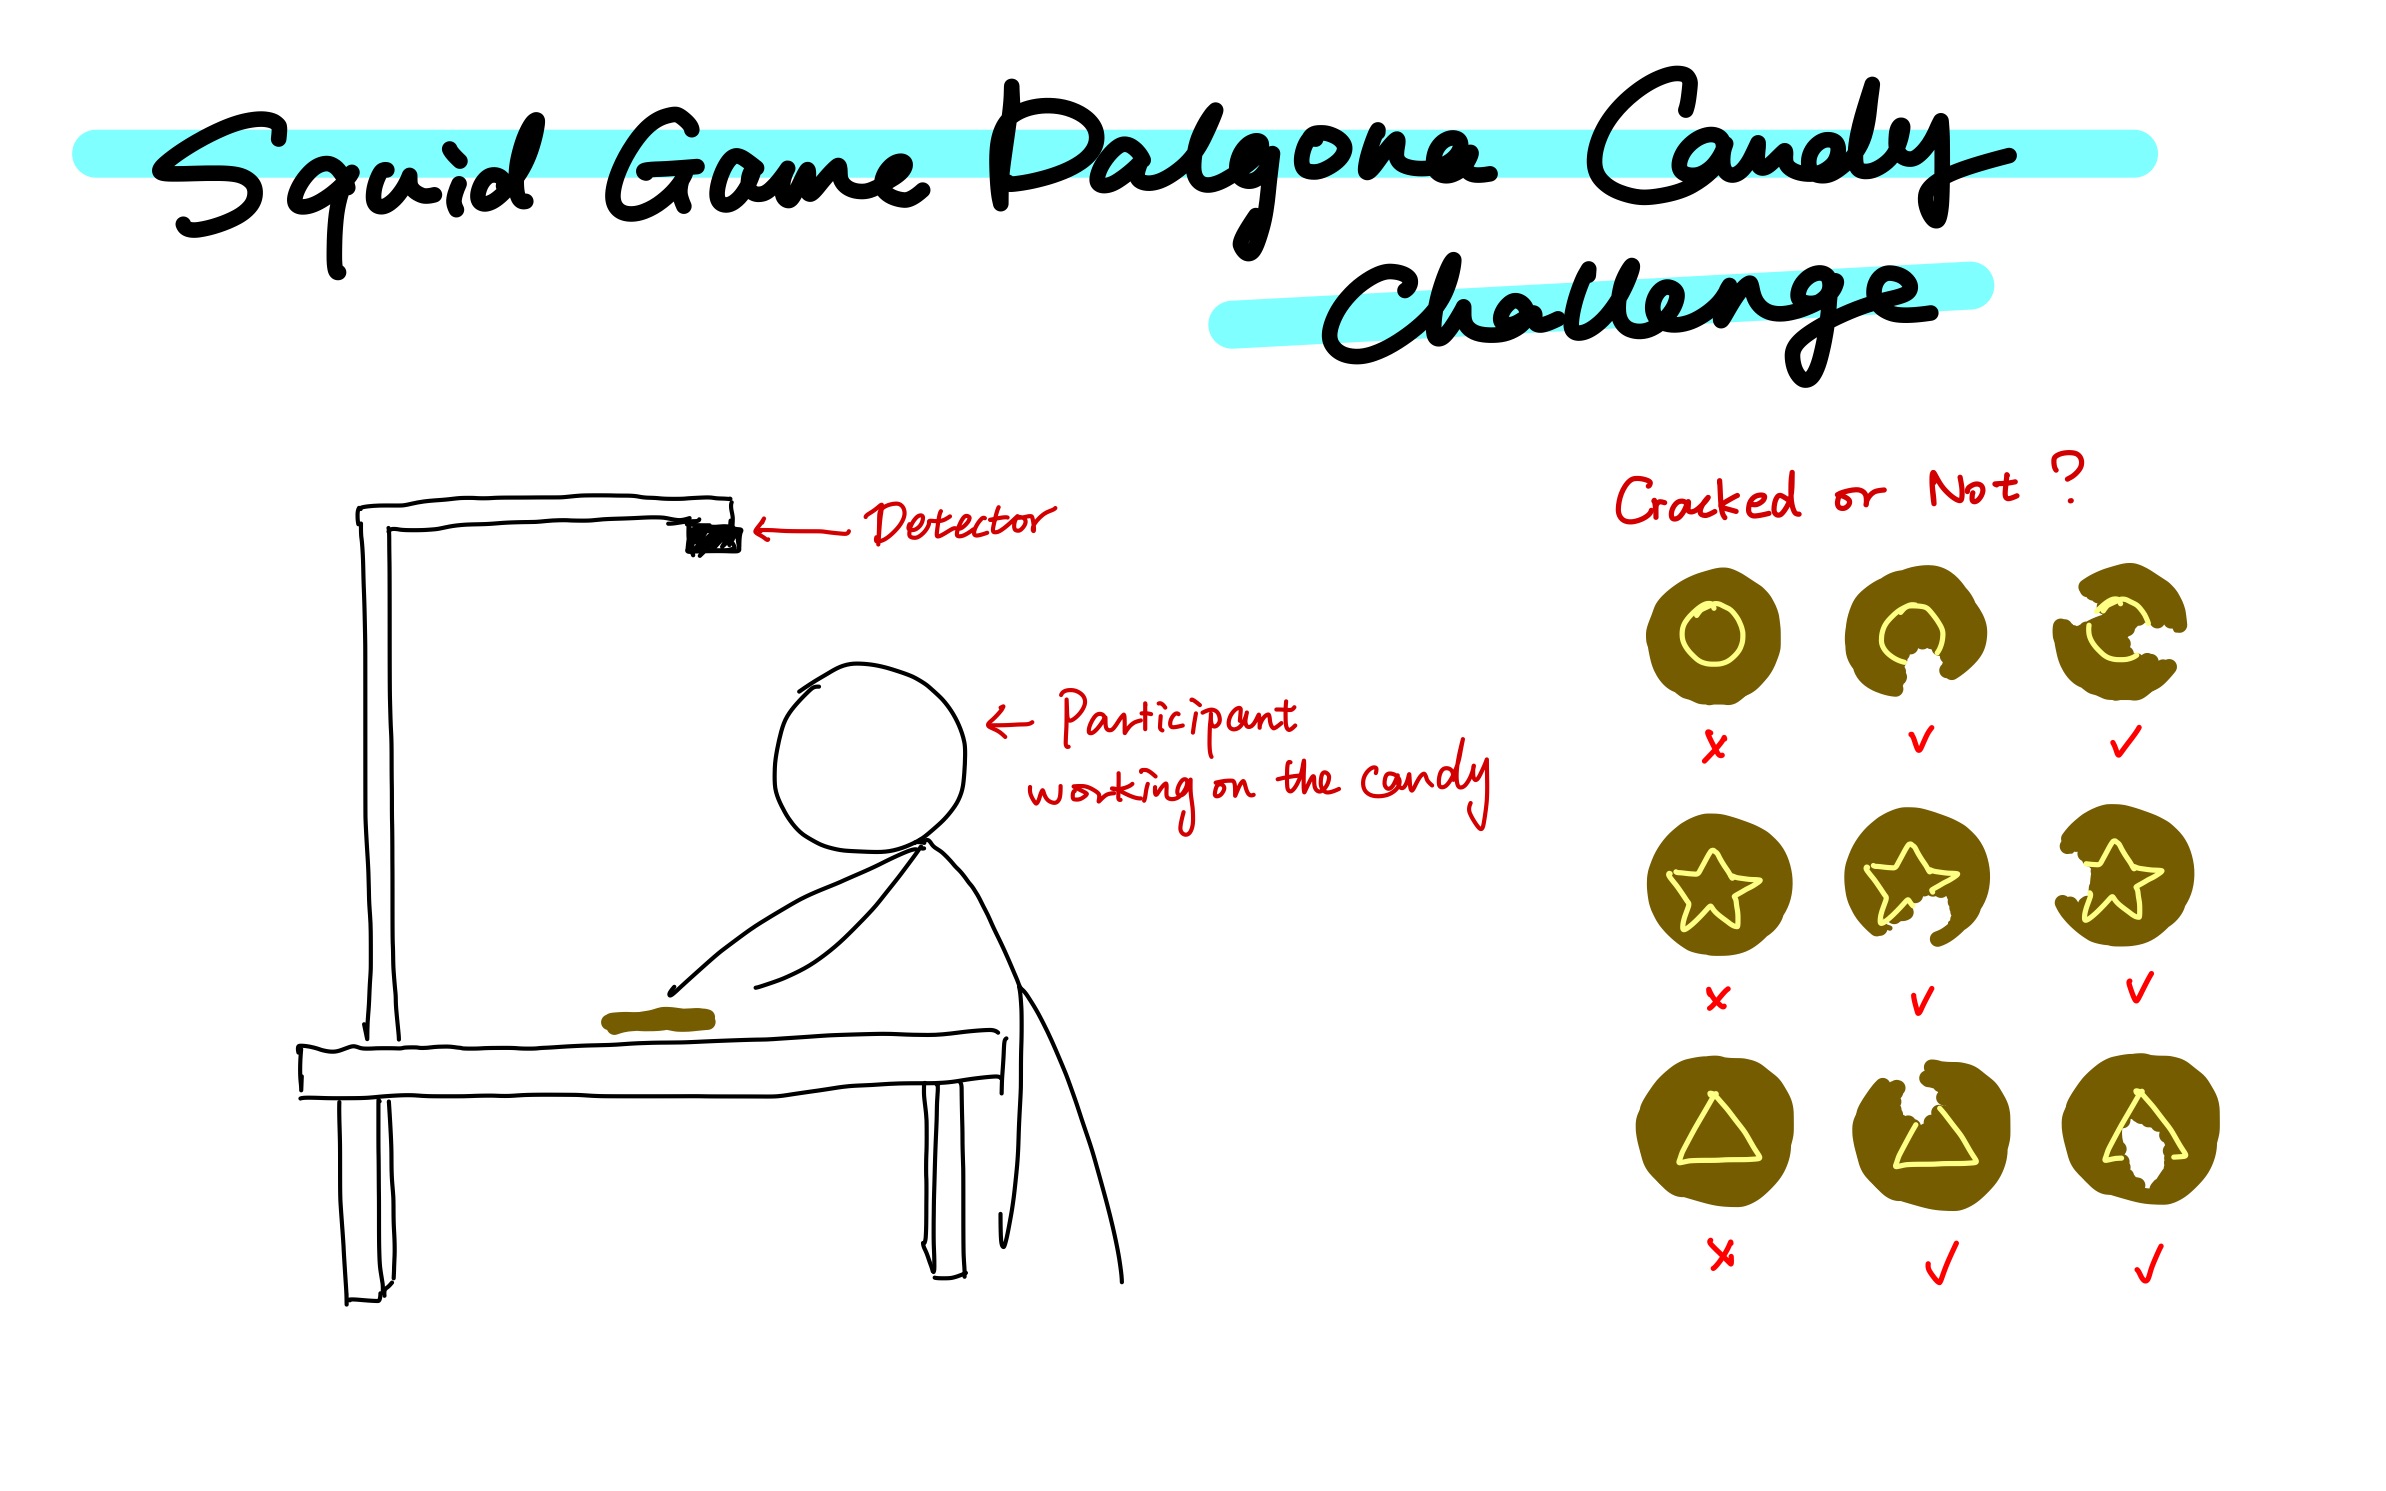 Squid Game Dalgona Candy
Challenge
Cracked or Not ?
Detector
Participant
working on the candy